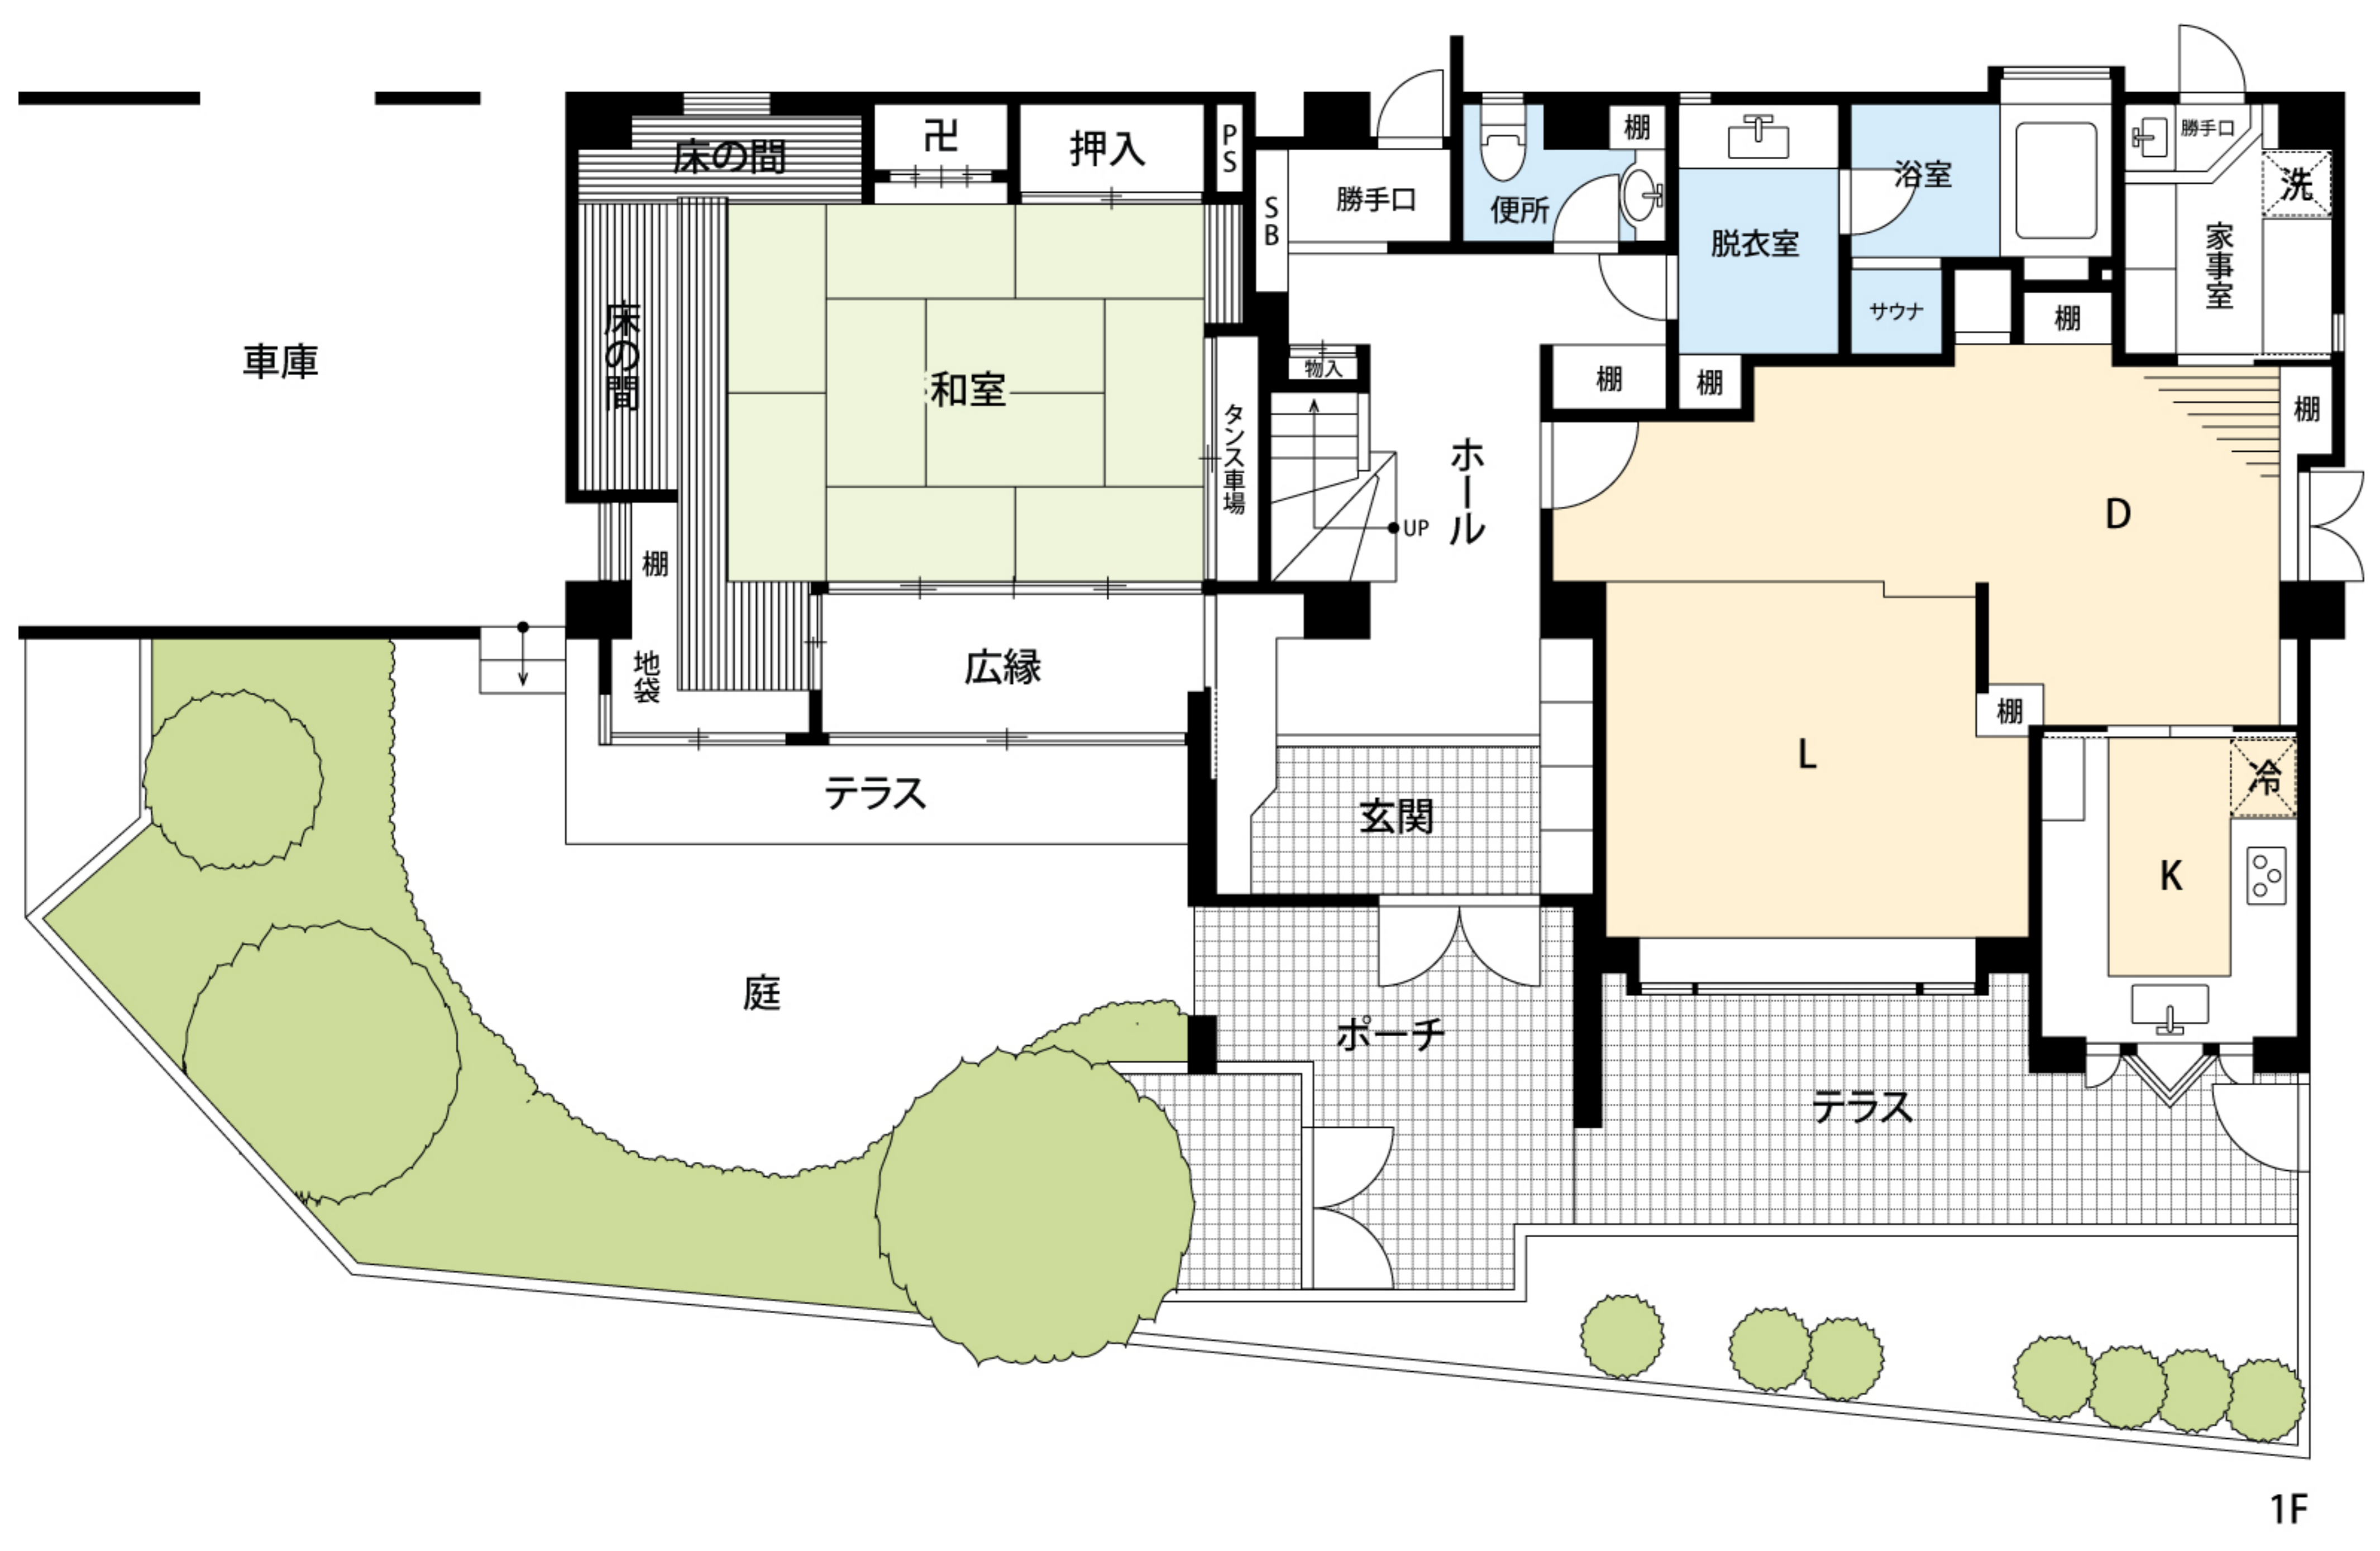 床の間
卍
押入
PS
棚
勝手口
浴室
洗
SB
勝手口
便所
脱衣室
家事室
サウナ
棚
床の間
車庫
和室
物入
棚
棚
棚
タンス車場
ホール
UP
D
棚
地袋
広縁
棚
L
テラス
玄関
冷
K
庭
ポーチ
テラス
1F